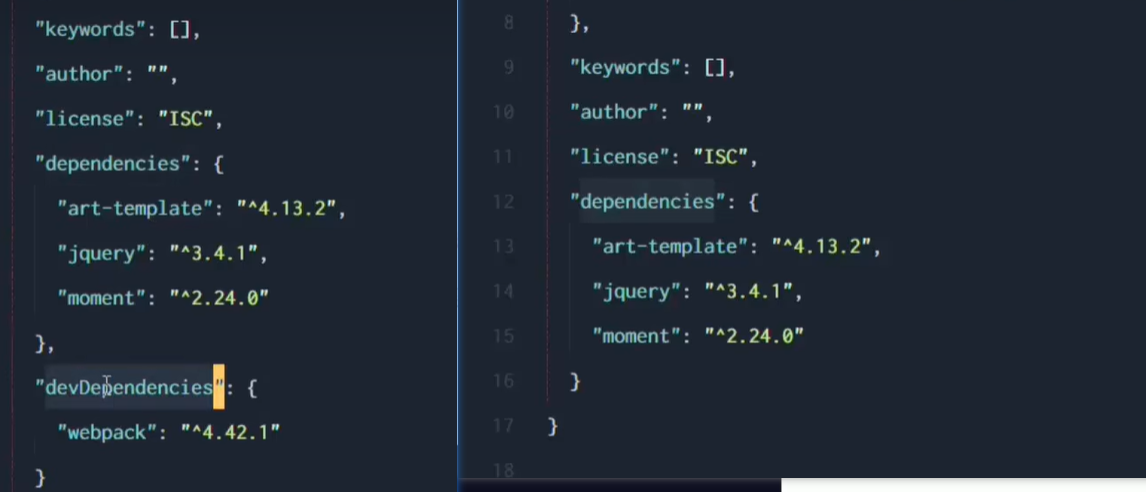 "keywords": [],
"author": "",
"license": "ISC",
"dependencies": {
"art-template": "^4.13.2",
"jquery": "^3.4.1",
"moment": "^2.24.0"
},
"devDependencies": {
"webpack": "^4.42.1"
}
8 },
9 "keywords": [],
10 "author": "",
11 "license": "ISC",
12 "dependencies": {
13 "art-template": "^4.13.2",
14 "jquery": "^3.4.1",
15 "moment": "^2.24.0"
16 }
17 }
18